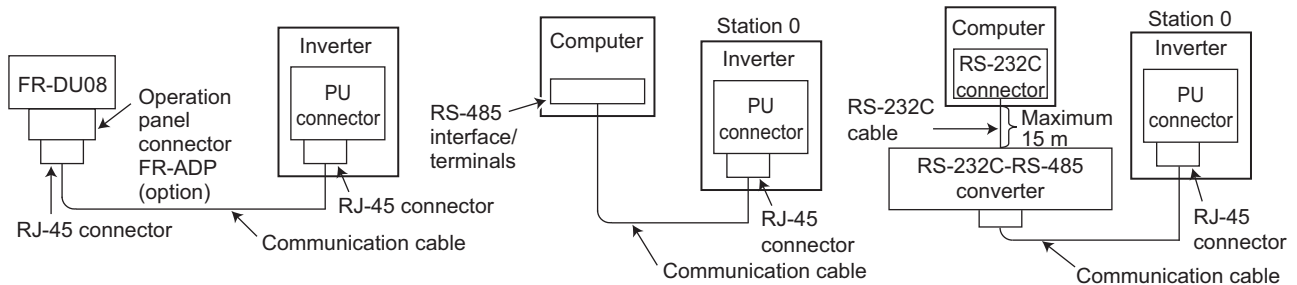 FR-DU08
Operation
panel
connector
FR-ADP
(option)
RJ-45 connector
Inverter
PU
connector
RJ-45 connector
Communication cable
Computer
RS-485
interface/
terminals
Station 0
Inverter
PU
connector
RJ-45
connector
Communication cable
Computer
RS-232C
connector
RS-232C
cable
Maximum
15 m
RS-232C-RS-485
converter
Station 0
Inverter
PU
connector
RJ-45
connector
Communication cable